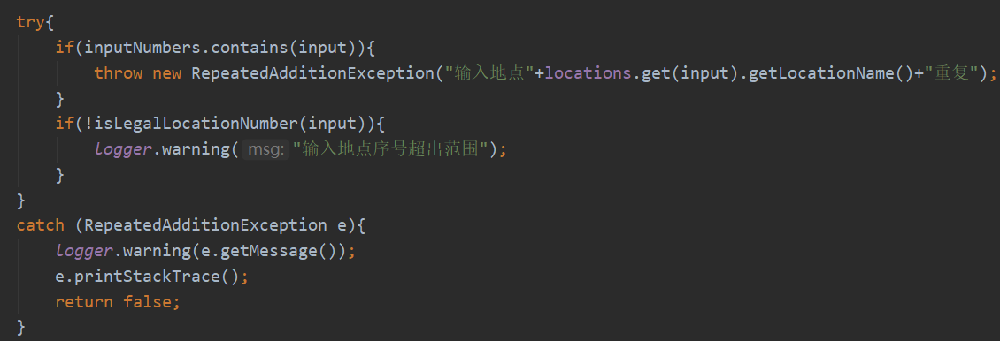 try{
if(inputNumbers.contains(input)){
throw new RepeatedAdditionException("输入地点"+locations.get(input).getLocationName()+"重复");
}
if(!isLegalLocationNumber(input)){
logger.warning( msg: "输入地点序号超出范围");
}
}
catch (RepeatedAdditionException e){
logger.warning(e.getMessage());
e.printStackTrace();
return false;
}